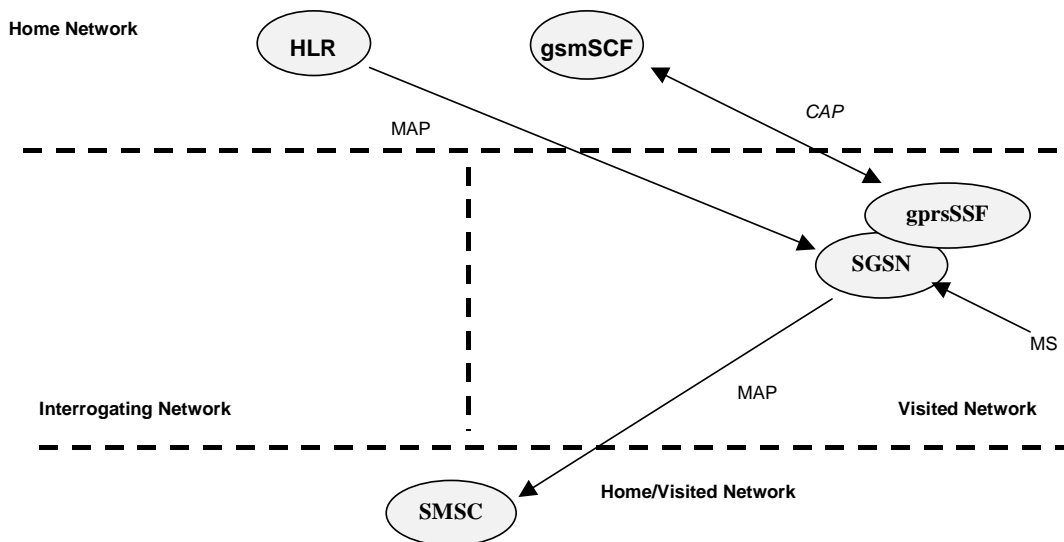 Home Network
HLR
gsmSCF
CAP
MAP
gprsSSF
SGSN
MS
MAP
Interrogating Network
Visited Network
Home/Visited Network
SMSC